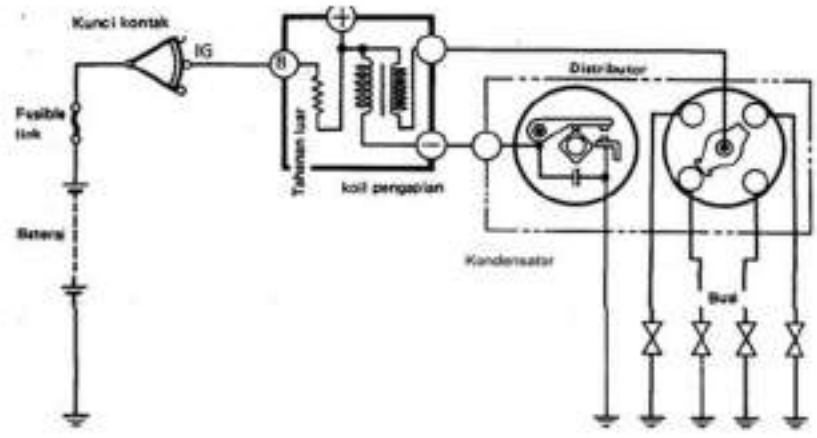 Kunci kontak
IG
B
+
−
Fusible
link
Baterai
Tahanan luar
koil pengapian
Distributor
Kondensator
Busi